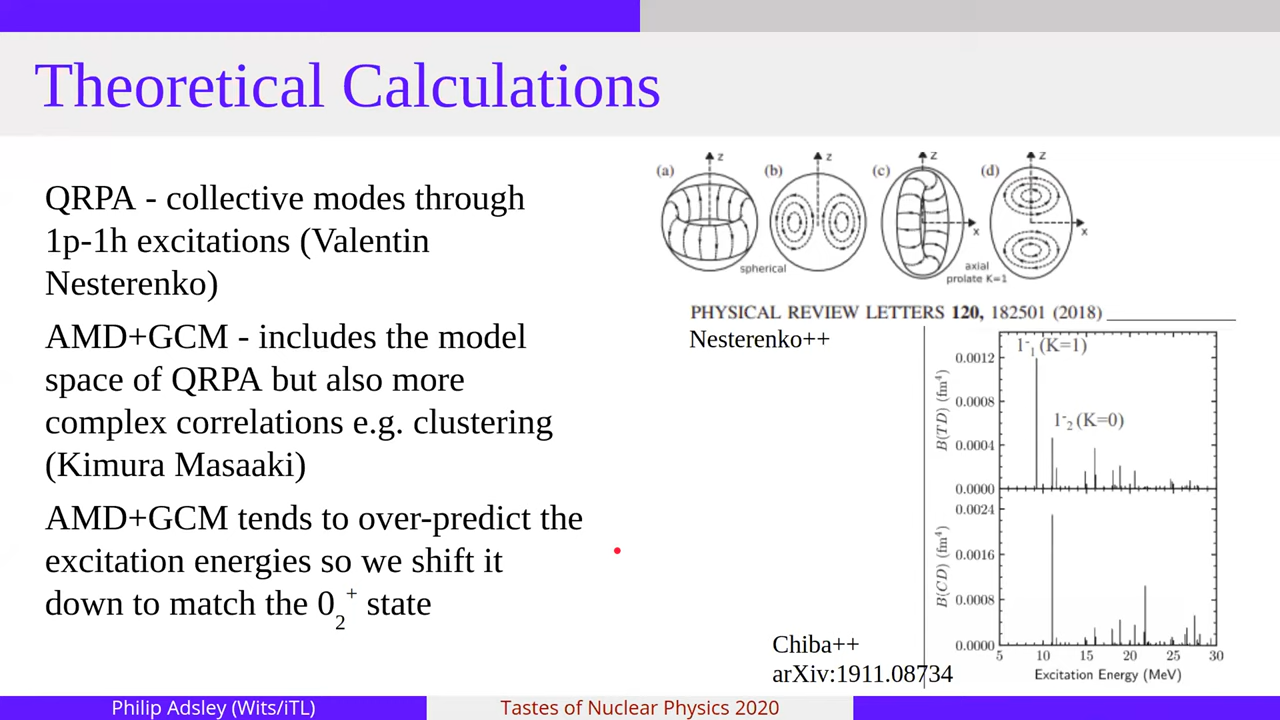 Theoretical Calculations
QRPA - collective modes through
1p-1h excitations (Valentin
Nesterenko)
AMD+GCM - includes the model
space of QRPA but also more
complex correlations e.g. clustering
(Kimura Masaaki)
AMD+GCM tends to over-predict the
excitation energies so we shift it
down to match the 0₂⁺ state
(a) z (b) z (c) z (d) z
x x
spherical axial
prolate K=1
PHYSICAL REVIEW LETTERS 120, 182501 (2018)
Nesterenko++
1⁻₁ (K=1)
1⁻₂ (K=0)
B(TD) (fm⁴)
0.0012
0.0008
0.0004
0.0000
B(CD) (fm⁴)
0.0024
0.0016
0.0008
0.0000
5 10 15 20 25 30
Excitation Energy (MeV)
Chiba++
arXiv:1911.08734
Philip Adsley (Wits/iTL) Tastes of Nuclear Physics 2020